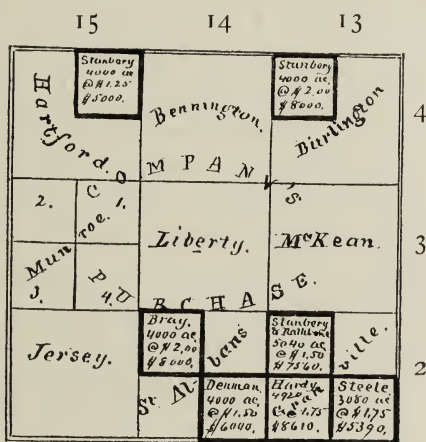 15 14 13
Stanbery
4000 ac
@ $1.25
$5000.
Stanbery
4000 ac.
@ $2.00
$8000.
Hartford.
Bennington.
Burlington
4
COMPANY'S
2.
1.
Munroe.
3.
4.
Liberty.
McKean.
3
PURCHASE.
Jersey.
Bray.
4000 ac
@ $2.00
$8000.
St Albans
Stanbery
& Rathbone
5040 ac
@ $1.50
$7560.
2
Denman
4000 ac
@ $1.50
$6000.
Hardy
4920
@ 1.75
$8610.
Granville.
Steele
3080 ac
@ $1.75
$5390.